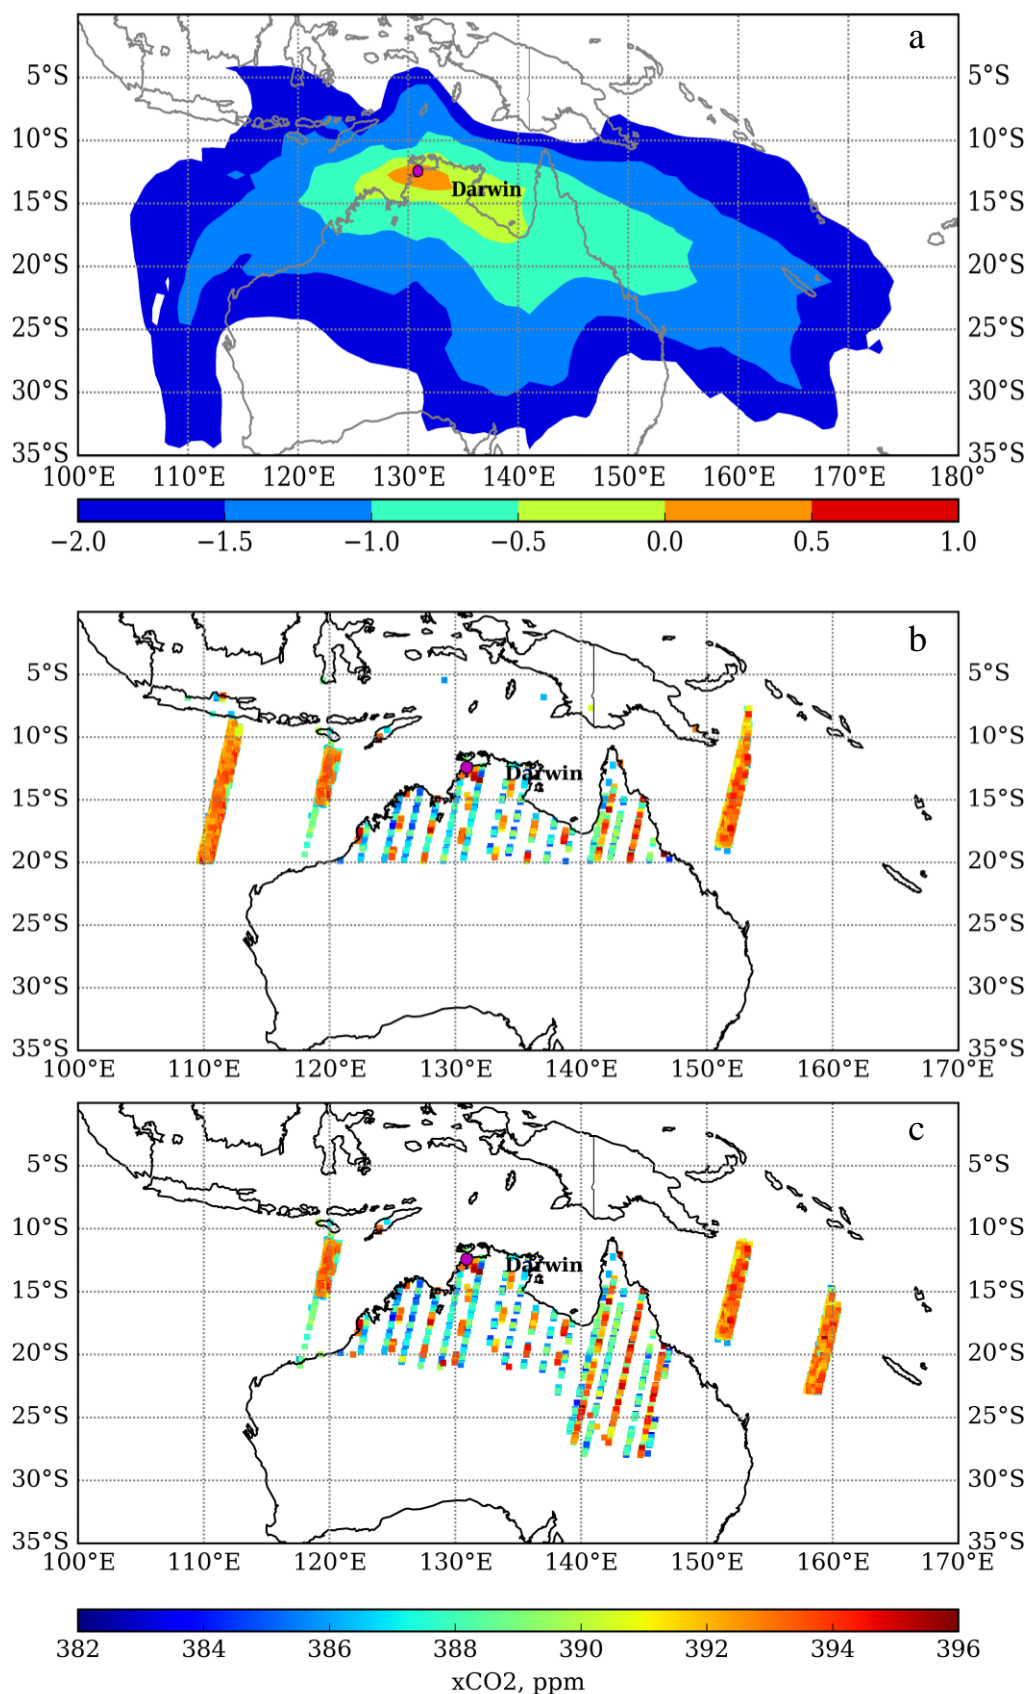 a
5°S 5°S
10°S 10°S
Darwin
15°S 15°S
20°S 20°S
25°S 25°S
30°S 30°S
35°S 35°S
100°E 110°E 120°E 130°E 140°E 150°E 160°E 170°E 180°
−2.0 −1.5 −1.0 −0.5 0.0 0.5 1.0
b
5°S 5°S
10°S 10°S
Darwin
15°S 15°S
20°S 20°S
25°S 25°S
30°S 30°S
35°S 35°S
100°E 110°E 120°E 130°E 140°E 150°E 160°E 170°E
c
5°S 5°S
10°S 10°S
Darwin
15°S 15°S
20°S 20°S
25°S 25°S
30°S 30°S
35°S 35°S
100°E 110°E 120°E 130°E 140°E 150°E 160°E 170°E
382 384 386 388 390 392 394 396
xCO2, ppm